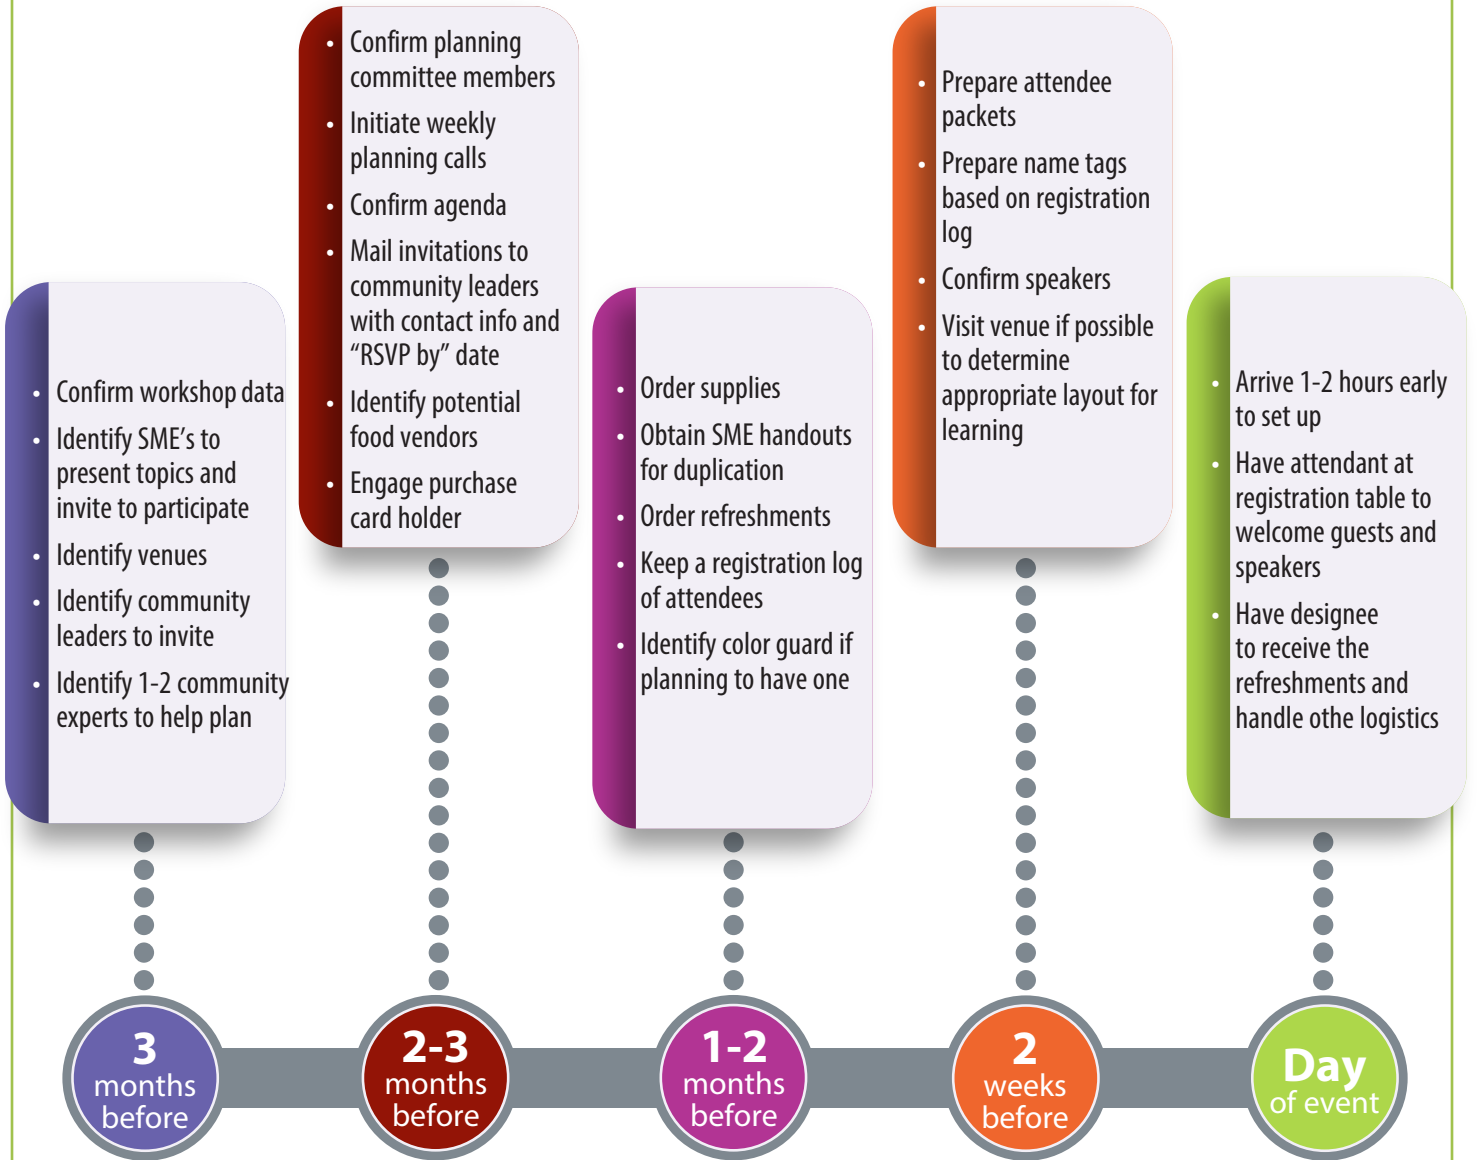 • Confirm workshop data
• Identify SME's to
present topics and
invite to participate
• Identify venues
• Identify community
leaders to invite
• Identify 1-2 community
experts to help plan
3
months
before
• Confirm planning
committee members
• Initiate weekly
planning calls
• Confirm agenda
• Mail invitations to
community leaders
with contact info and
“RSVP by” date
• Identify potential
food vendors
• Engage purchase
card holder
2-3
months
before
• Order supplies
• Obtain SME handouts
for duplication
• Order refreshments
• Keep a registration log
of attendees
• Identify color guard if
planning to have one
1-2
months
before
• Prepare attendee
packets
• Prepare name tags
based on registration
log
• Confirm speakers
• Visit venue if possible
to determine
appropriate layout for
learning
2
weeks
before
• Arrive 1-2 hours early
to set up
• Have attendant at
registration table to
welcome guests and
speakers
• Have designee
to receive the
refreshments and
handle othe logistics
Day
of event